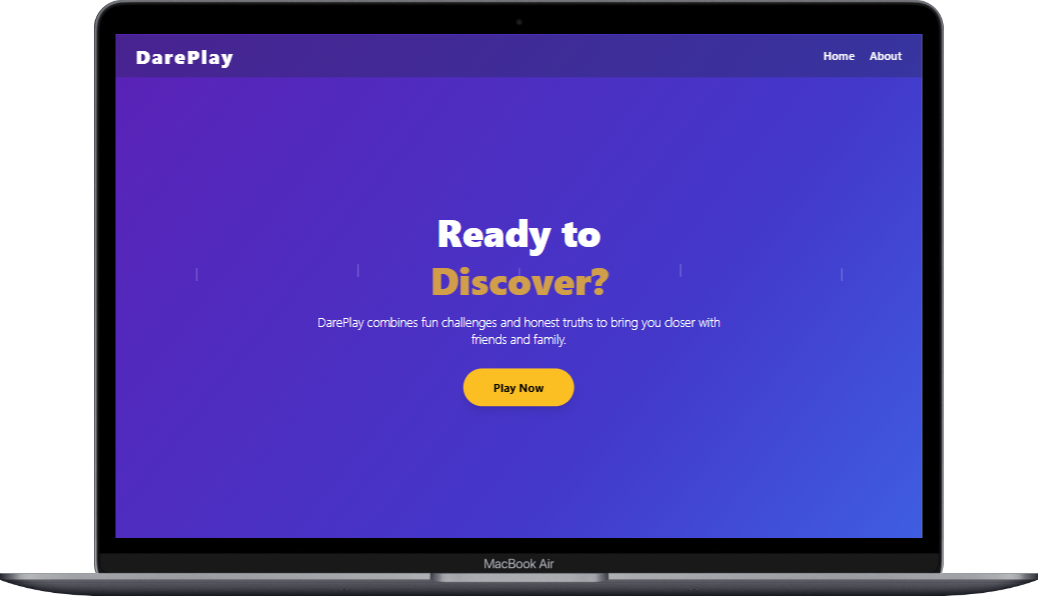 DarePlay
Home About
Ready to
Discover?
DarePlay combines fun challenges and honest truths to bring you closer with
friends and family.
Play Now
MacBook Air